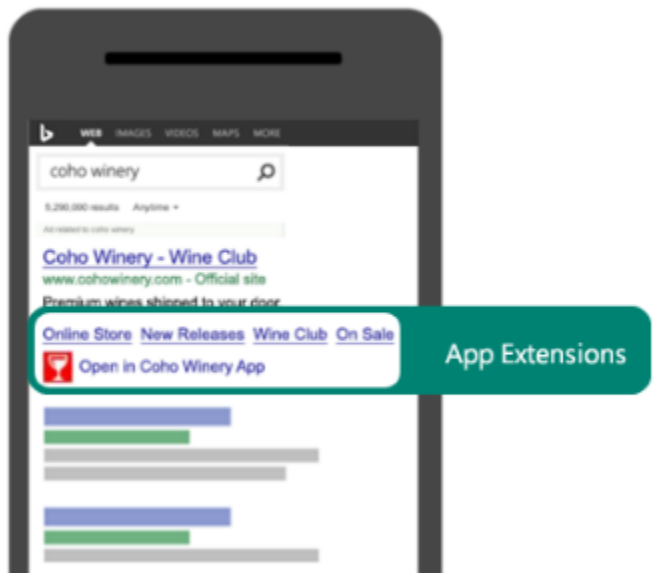 WEB IMAGES VIDEOS MAPS MORE
coho winery
5,290,000 results Anytime
Ad related to coho winery
Coho Winery - Wine Club
www.cohowinery.com - Official site
Premium wines shipped to your door.
Online Store New Releases Wine Club On Sale
Open in Coho Winery App
App Extensions